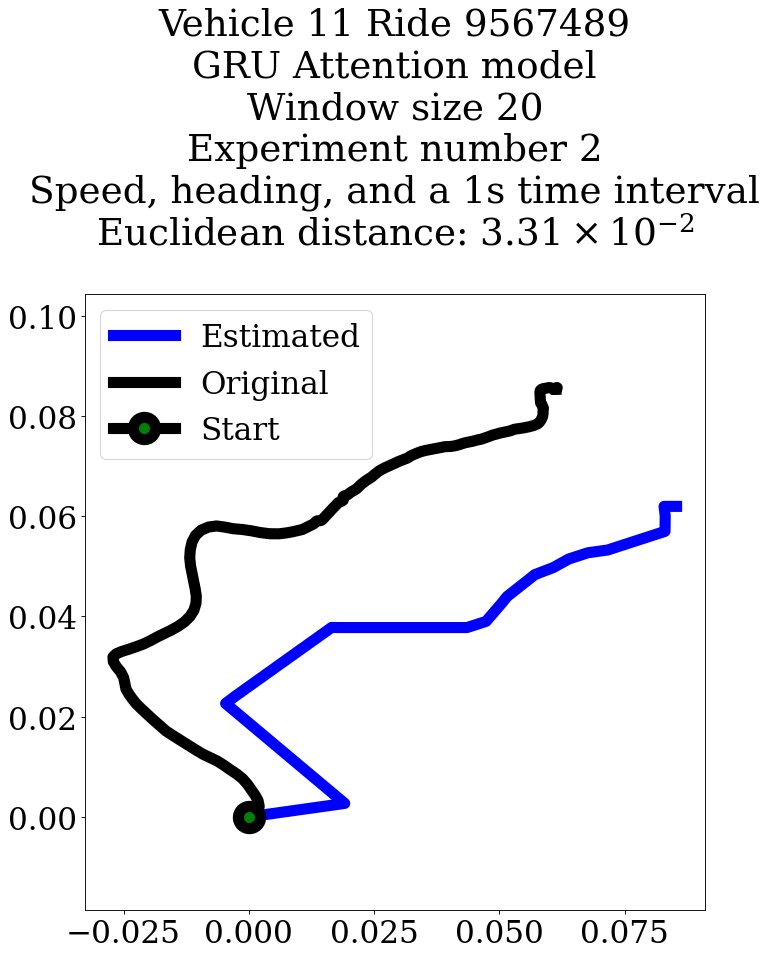 Vehicle 11 Ride 9567489
GRU Attention model
Window size 20
Experiment number 2
Speed, heading, and a 1s time interval
Euclidean distance: 3.31 × 10⁻²
Estimated
Original
Start
0.10
0.08
0.06
0.04
0.02
0.00
−0.025 0.000 0.025 0.050 0.075